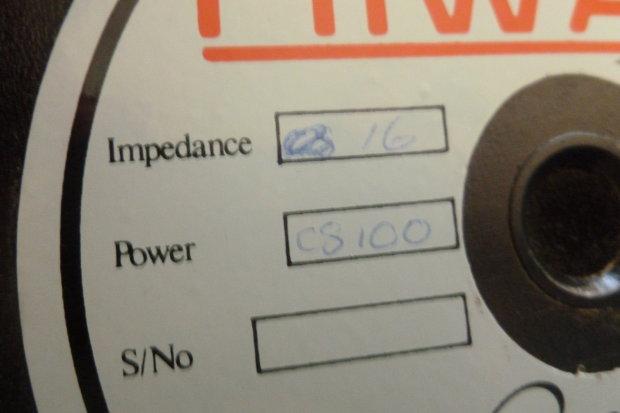 Impedance 16
Power CS100
S/No